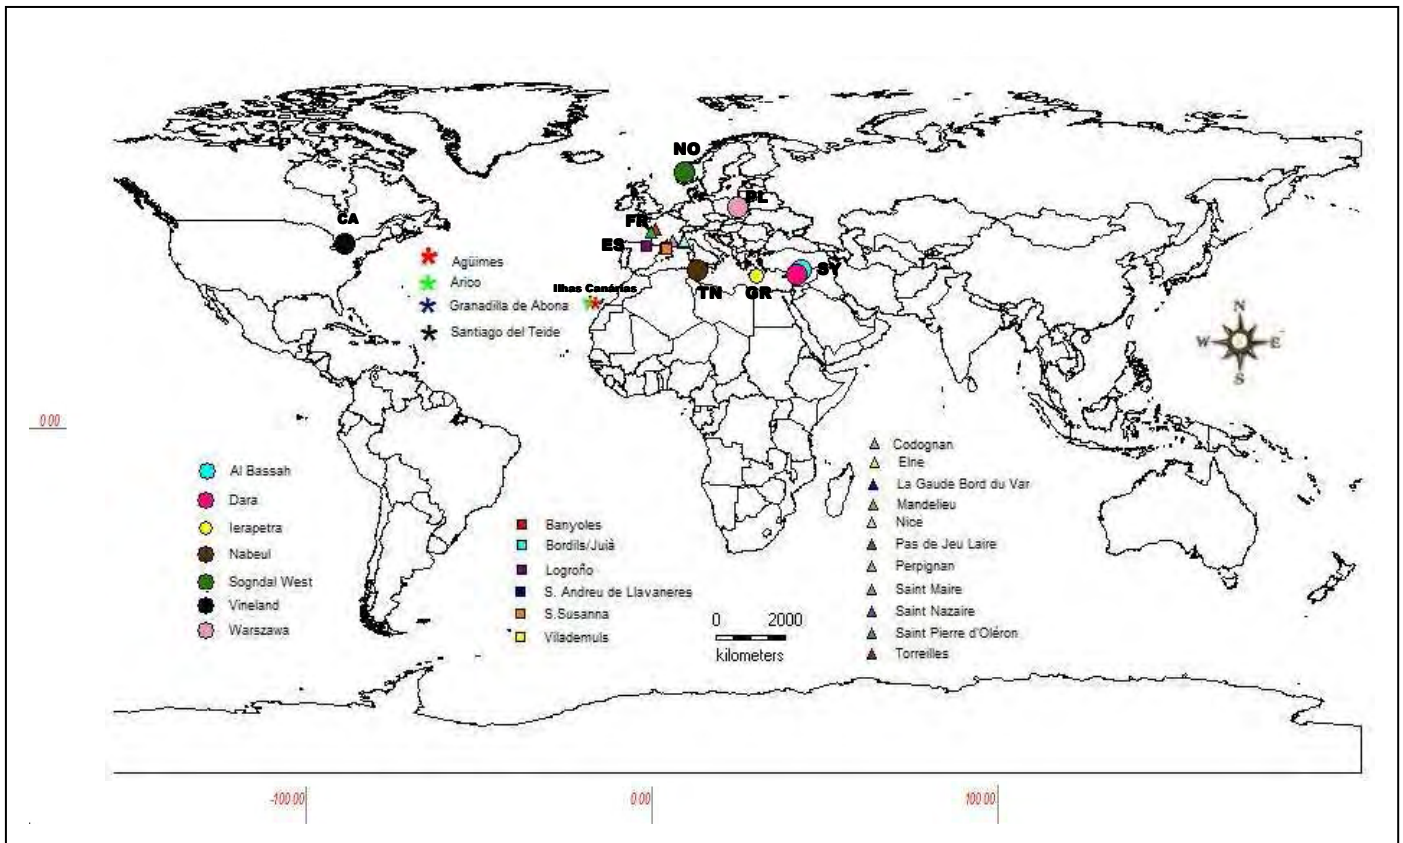 NO
PL
FR
CA
ES
SY
Ilhas Canárias
TN
GR
Agüimes
Arico
Granadilla de Abona
Santiago del Teide
N
W E
S
0.00
Al Bassah
Dara
Ierapetra
Nabeul
Sogndal West
Vineland
Warszawa
Banyoles
Bordils/Juià
Logroño
S. Andreu de Llavaneres
S.Susanna
Vilademuls
0 2000
kilometers
Codognan
Elne
La Gaude Bord du Var
Mandelieu
Nice
Pas de Jeu Laire
Perpignan
Saint Maire
Saint Nazaire
Saint Pierre d'Oléron
Torreilles
-100.00
0.00
100.00